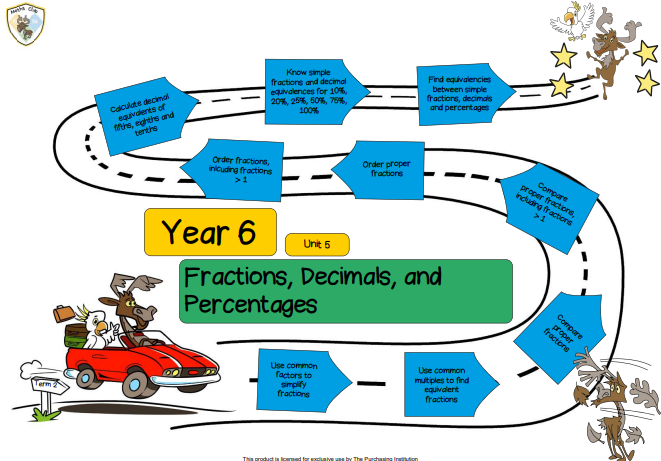 Maths Club
Know simple
fractions and decimal
equivalences for 10%,
20%, 25%, 50%, 75%,
100%
Find equivalencies
between simple
fractions, decimals
and percentages
Calculate decimal
equivalents of
fifths, eighths and
tenths
Order fractions,
inlcuding fractions
> 1
Order proper
fractions
Compare
proper fractions,
including fractions
> 1
Year 6
Unit 5
Fractions, Decimals, and
Percentages
Compare
proper
fractions
Use common
factors to
simplify
fractions
Use common
multiples to find
equivalent
fractions
Term 2
This product is licensed for exclusive use by The Purchasing Institution